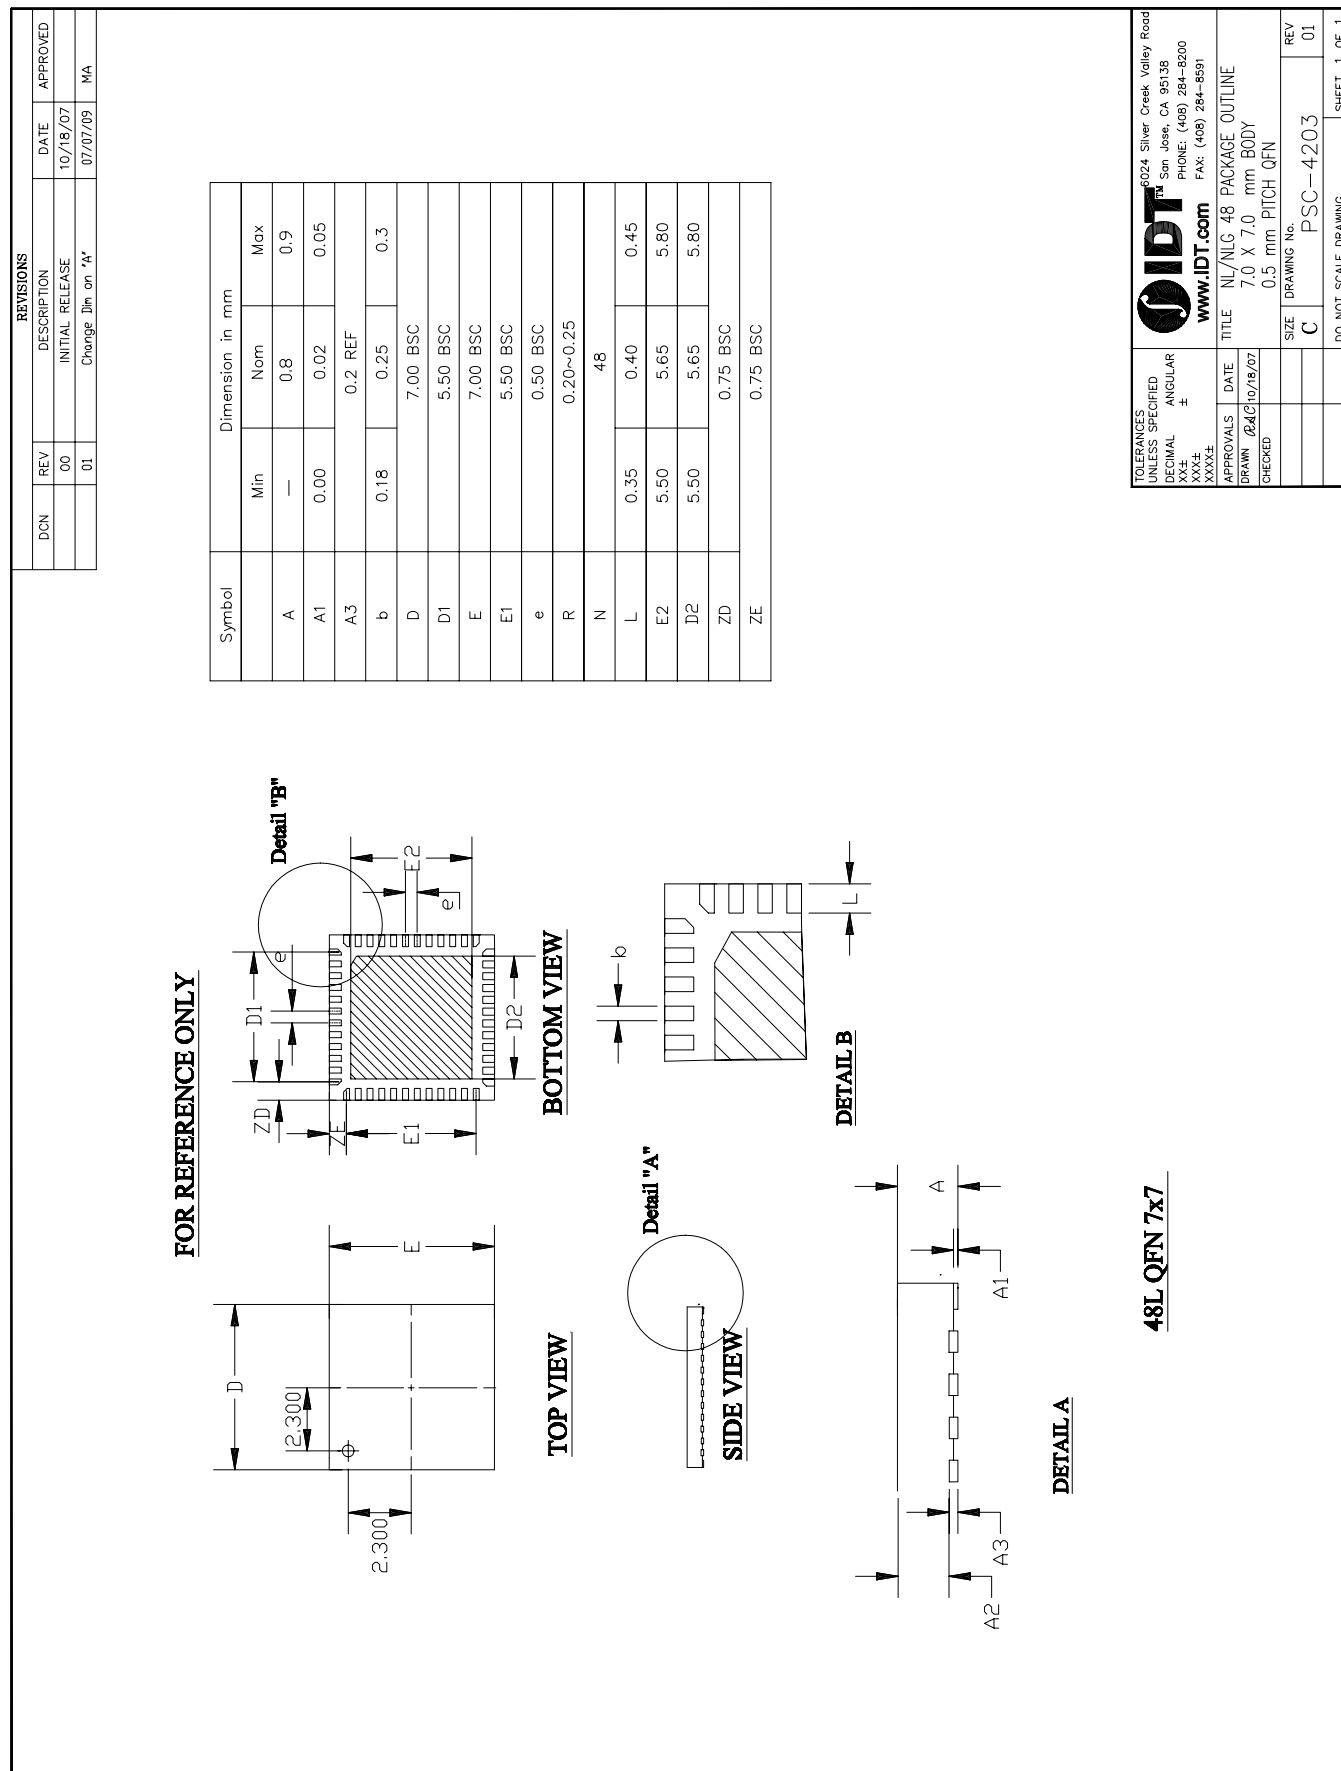 REVISIONS
DCN REV DESCRIPTION DATE APPROVED
00 INITIAL RELEASE 10/18/07
01 Change Dim on "A" 07/07/09 MA
FOR REFERENCE ONLY
D
2.300
2.300
E
TOP VIEW
ZD
D1
e
Detail "B"
ZE
E1
e
E2
D2
BOTTOM VIEW
Symbol Dimension in mm
Min Nom Max
A — 0.8 0.9
A1 0.00 0.02 0.05
A3 0.2 REF
b 0.18 0.25 0.3
D 7.00 BSC
D1 5.50 BSC
E 7.00 BSC
E1 5.50 BSC
e 0.50 BSC
R 0.20~0.25
N 48
L 0.35 0.40 0.45
E2 5.50 5.65 5.80
D2 5.50 5.65 5.80
ZD 0.75 BSC
ZE 0.75 BSC
Detail "A"
SIDE VIEW
b
L
DETAIL B
A2
A3
A1
A
DETAIL A
48L QFN 7x7
TOLERANCES
UNLESS SPECIFIED
DECIMAL ANGULAR
XX± ±
XXX±
XXXX±
APPROVALS DATE
DRAWN RAC 10/18/07
CHECKED
IDT TM
www.IDT.com
6024 Silver Creek Valley Road
San Jose, CA 95138
PHONE: (408) 284-8200
FAX: (408) 284-8591
TITLE NL/NLG 48 PACKAGE OUTLINE
7.0 X 7.0 mm BODY
0.5 mm PITCH QFN
SIZE DRAWING No. REV
C PSC-4203 01
DO NOT SCALE DRAWING SHEET 1 OF 1